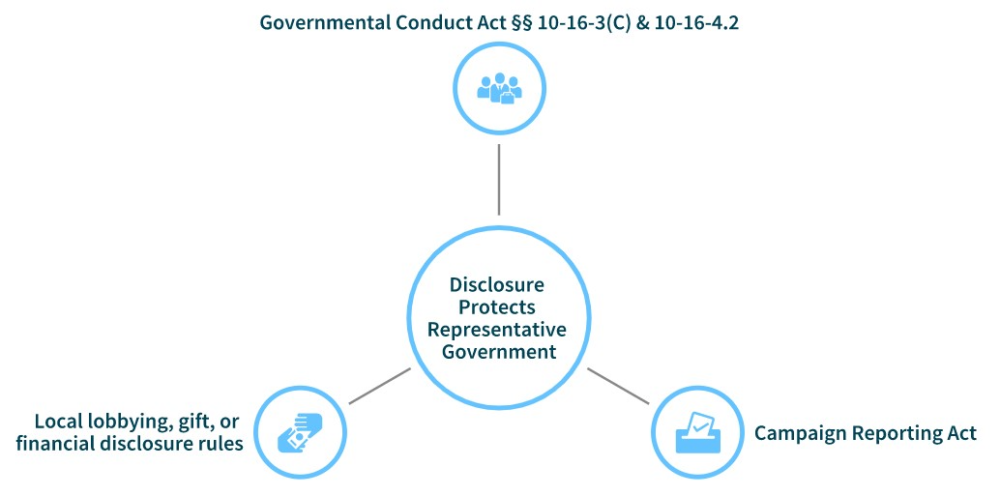 Governmental Conduct Act §§ 10-16-3(C) & 10-16-4.2
Disclosure
Protects
Representative
Government
Local lobbying, gift, or
financial disclosure rules
Campaign Reporting Act